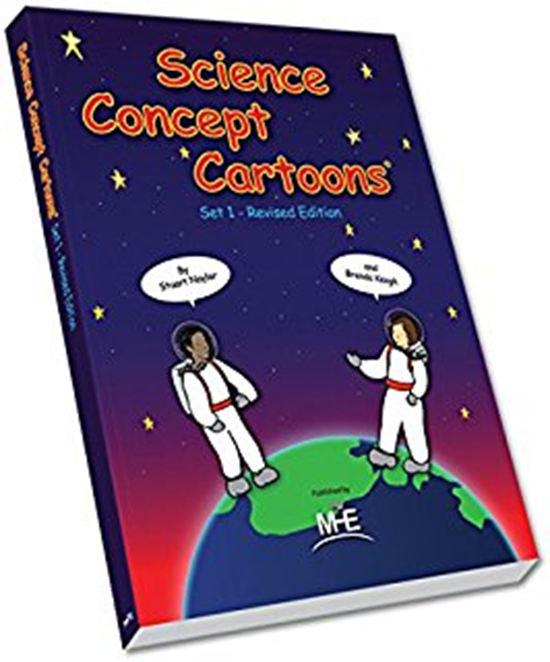 Science
Concept
Cartoons®
Set 1 - Revised Edition
By
Stuart Naylor
and
Brenda Keogh
Published by
MHE
Science Concept Cartoons®
Set 1 - Revised Edition